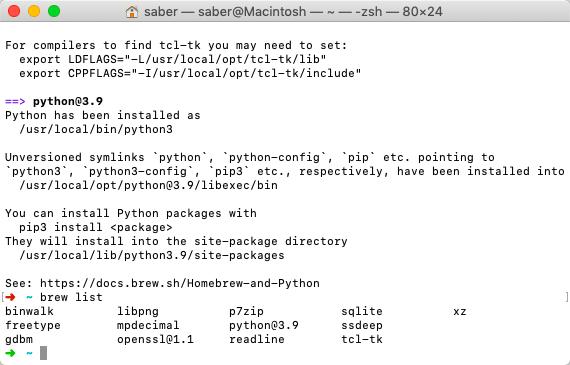 saber — saber@Macintosh — ~ — -zsh — 80×24
For compilers to find tcl-tk you may need to set:
  export LDFLAGS="-L/usr/local/opt/tcl-tk/lib"
  export CPPFLAGS="-I/usr/local/opt/tcl-tk/include"
==> python@3.9
Python has been installed as
  /usr/local/bin/python3
Unversioned symlinks `python`, `python-config`, `pip` etc. pointing to
`python3`, `python3-config`, `pip3` etc., respectively, have been installed into
  /usr/local/opt/python@3.9/libexec/bin
You can install Python packages with
  pip3 install <package>
They will install into the site-package directory
  /usr/local/lib/python3.9/site-packages
See: https://docs.brew.sh/Homebrew-and-Python
[➜  ~ brew list ]
binwalk         libpng          p7zip           sqlite          xz
freetype        mpdecimal       python@3.9      ssdeep
gdbm            openssl@1.1     readline        tcl-tk
➜  ~